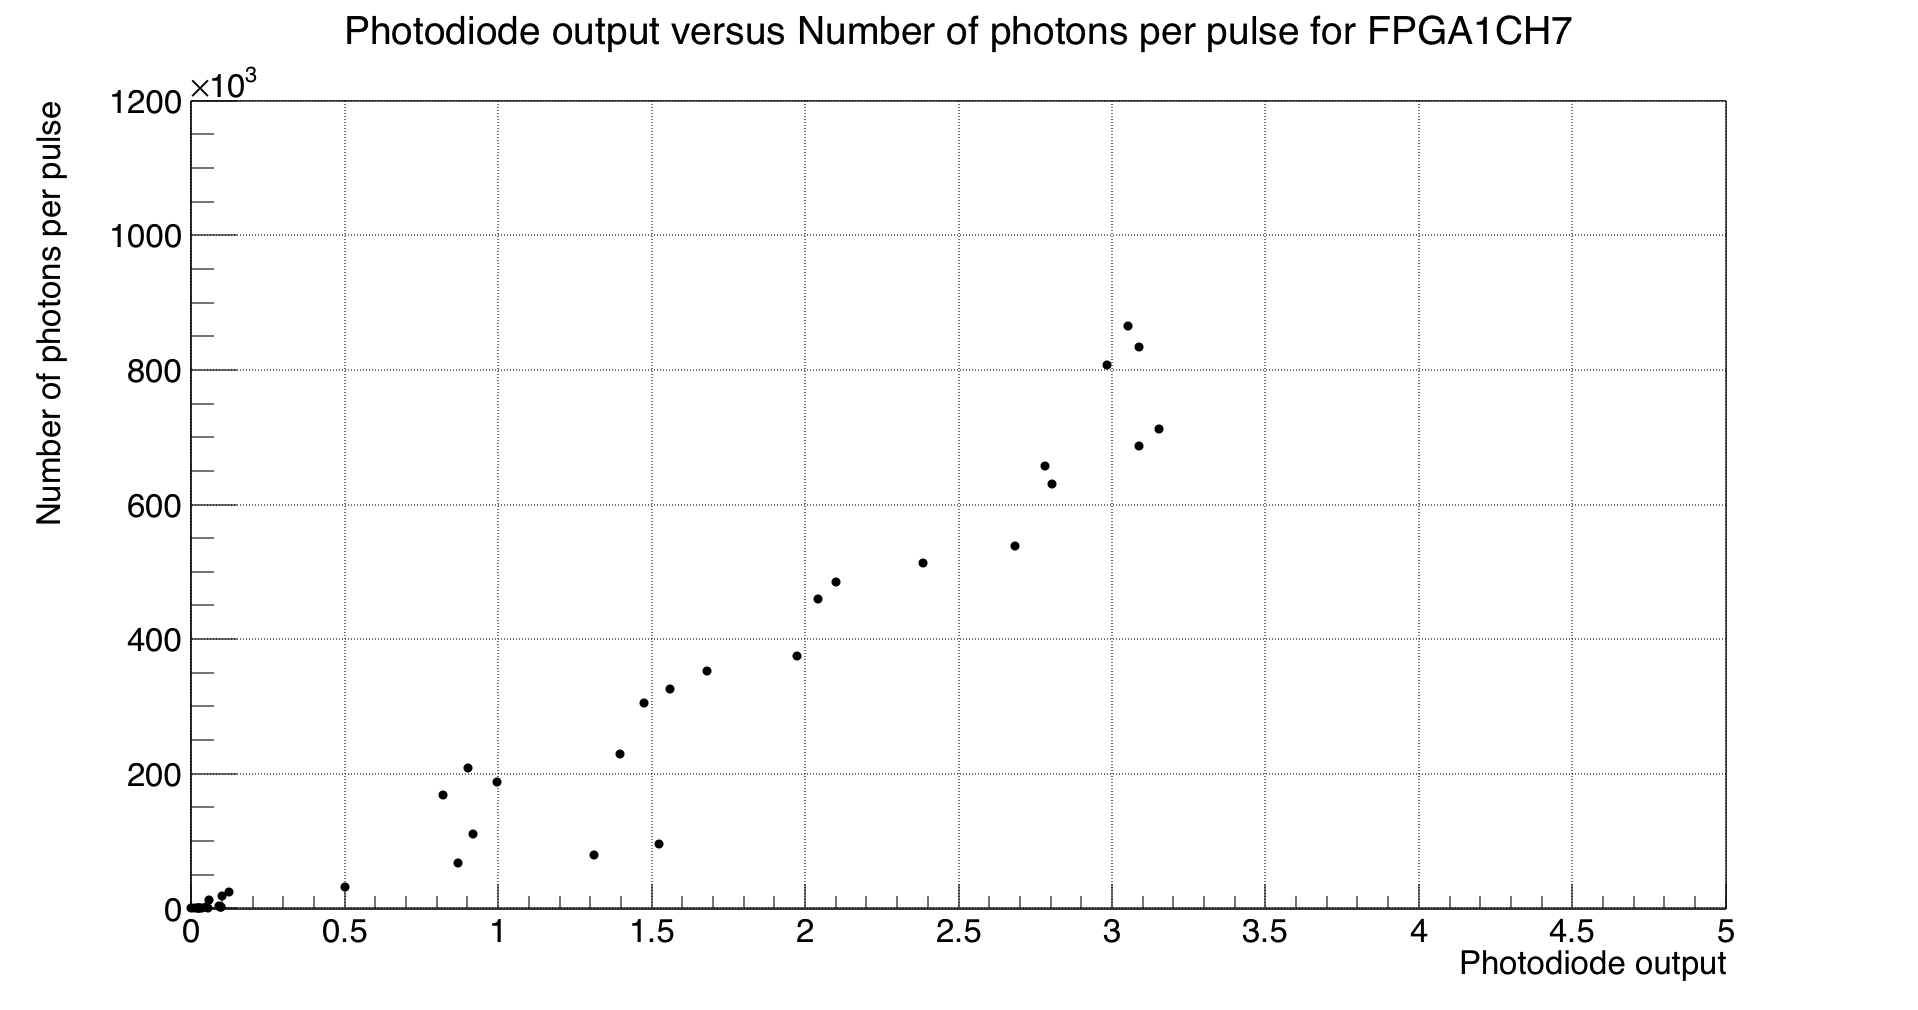 Photodiode output versus Number of photons per pulse for FPGA1CH7
×10³
Number of photons per pulse
1200
1000
800
600
400
200
0
0 0.5 1 1.5 2 2.5 3 3.5 4 4.5 5
Photodiode output